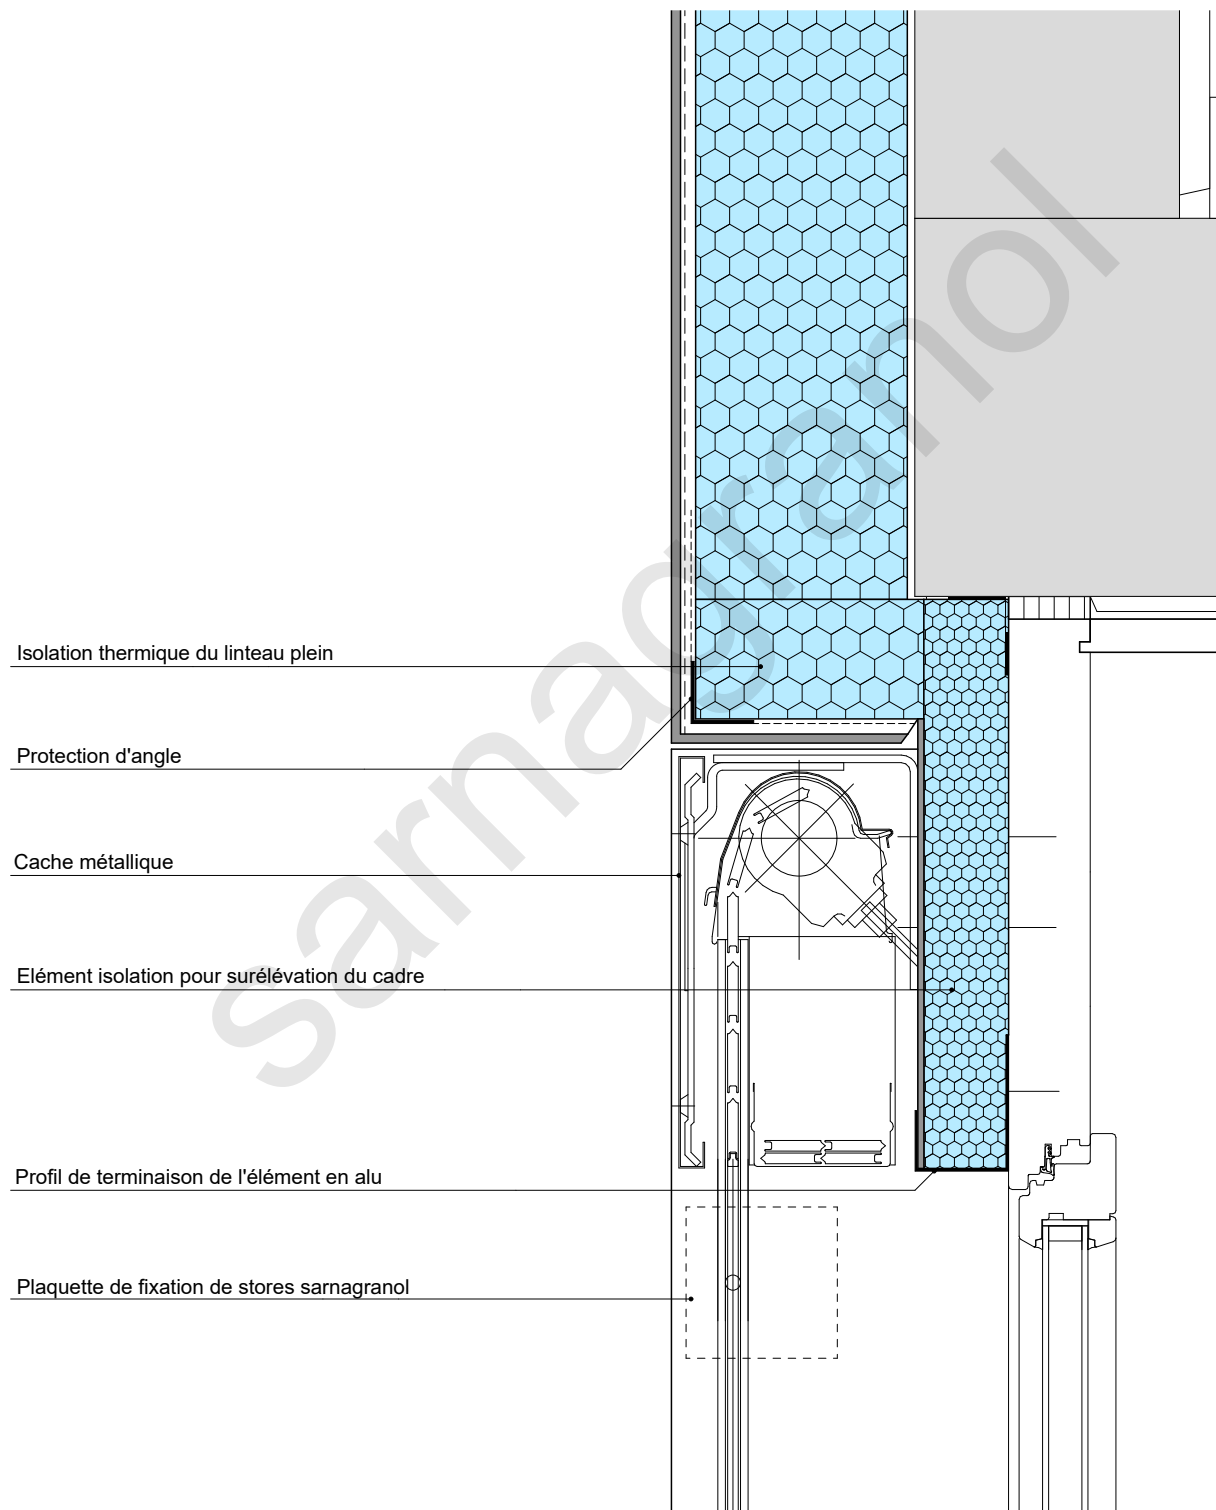 Isolation thermique du linteau plein
Protection d'angle
Cache métallique
Elément isolation pour surélévation du cadre
Profil de terminaison de l'élément en alu
Plaquette de fixation de stores sarnagranol
sarnagranol